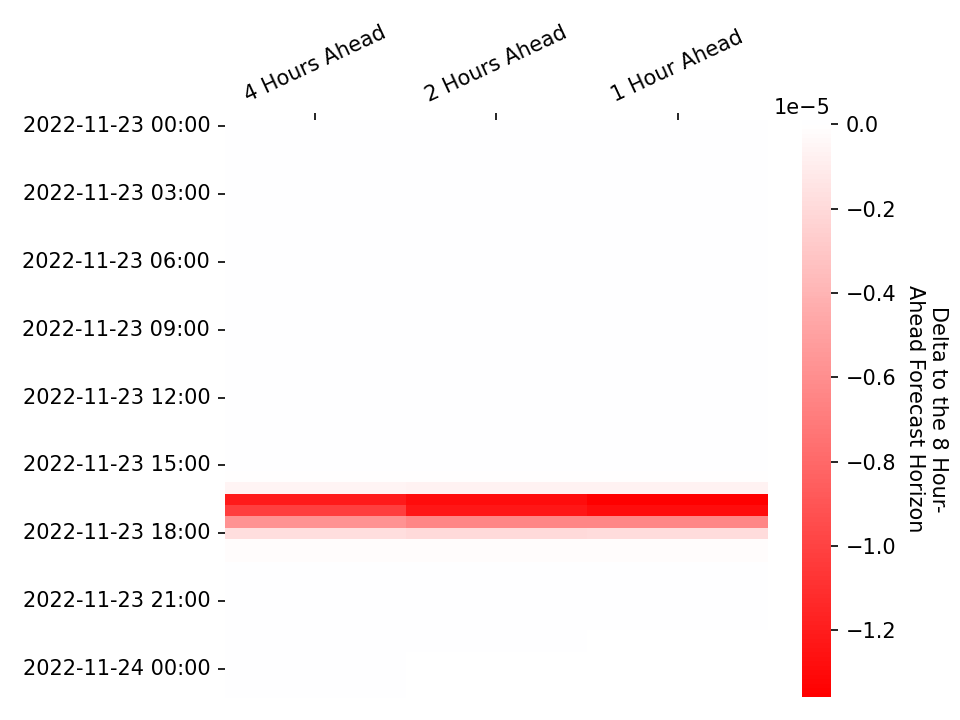 4 Hours Ahead
2 Hours Ahead
1 Hour Ahead
2022-11-23 00:00
2022-11-23 03:00
2022-11-23 06:00
2022-11-23 09:00
2022-11-23 12:00
2022-11-23 15:00
2022-11-23 18:00
2022-11-23 21:00
2022-11-24 00:00
1e−5
0.0
−0.2
−0.4
−0.6
−0.8
−1.0
−1.2
Delta to the 8 Hour-
Ahead Forecast Horizon